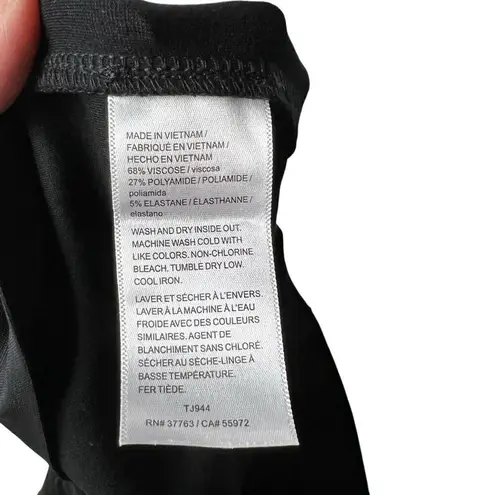 MADE IN VIETNAM /
FABRIQUÉ EN VIETNAM /
HECHO EN VIETNAM
68% VISCOSE / viscosa
27% POLYAMIDE / POLIAMIDE /
poliamida
5% ELASTANE / ÉLASTHANNE /
elastano
WASH AND DRY INSIDE OUT.
MACHINE WASH COLD WITH
LIKE COLORS. NON-CHLORINE
BLEACH. TUMBLE DRY LOW.
COOL IRON.
LAVER ET SÉCHER À L'ENVERS.
LAVER À LA MACHINE À L'EAU
FROIDE AVEC DES COULEURS
SIMILAIRES. AGENT DE
BLANCHIMENT SANS CHLORÉ.
SÉCHER AU SÈCHE-LINGE À
BASSE TEMPÉRATURE.
FER TIÈDE.
TJ944
RN# 37763 / CA# 55972